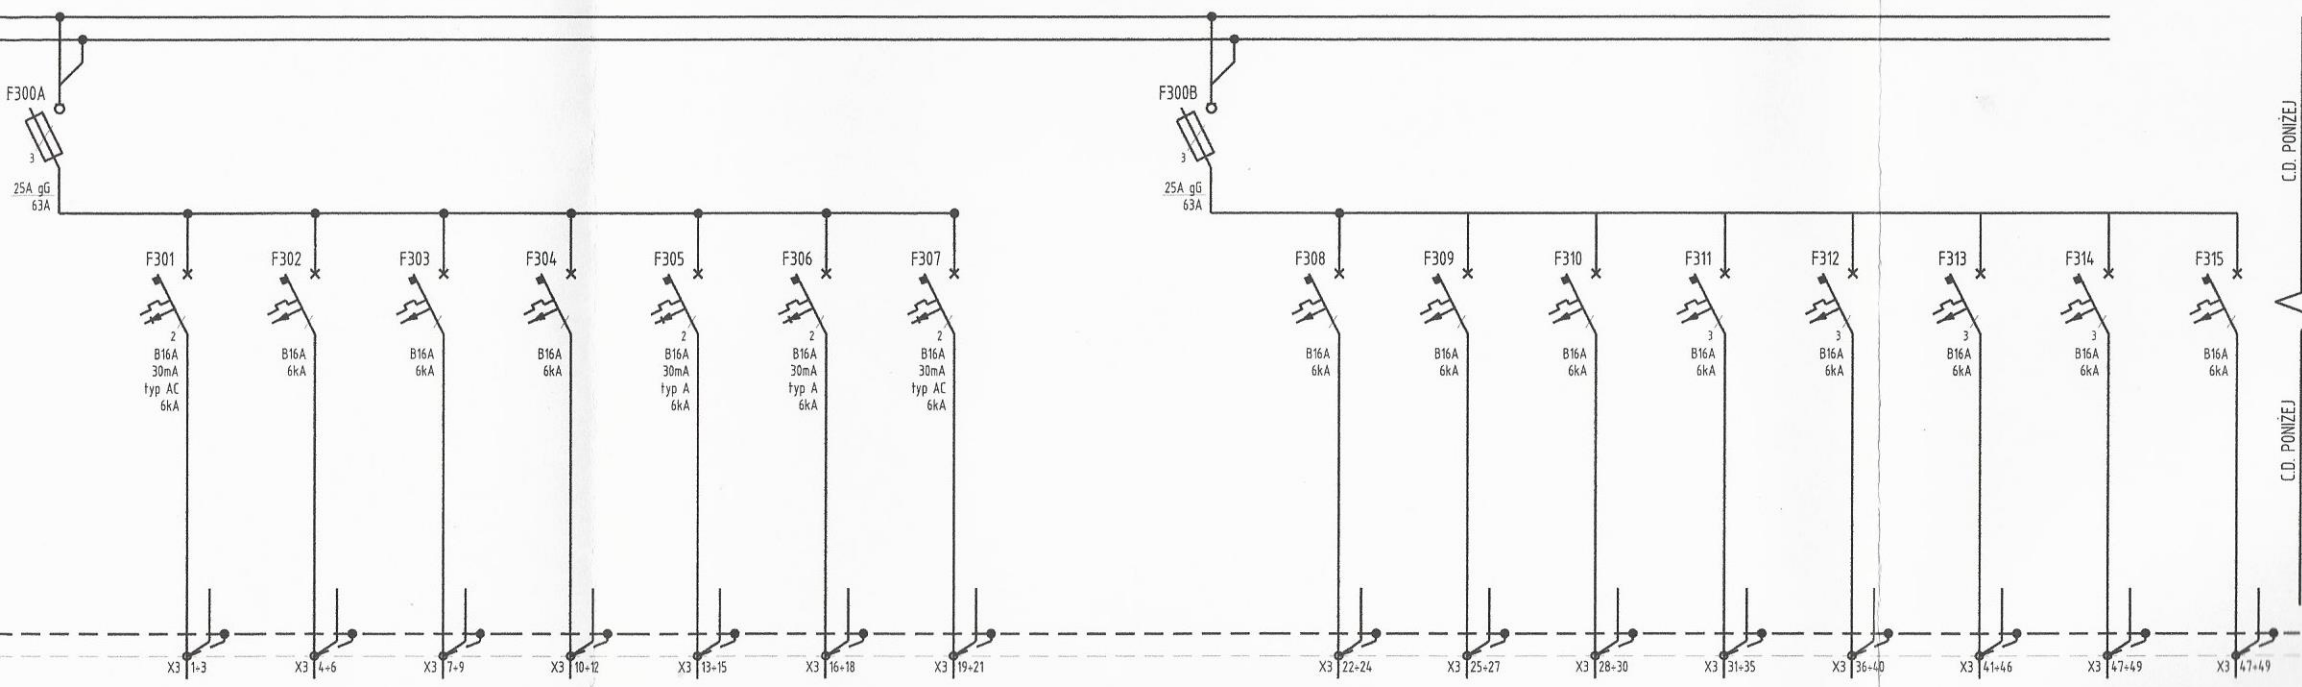 F300A
3
25A gG
63A
F300B
3
25A gG
63A
C.D. PONIŻEJ
C.D. PONIŻEJ
F301
2
B16A
30mA
typ AC
6kA
F302
B16A
6kA
F303
B16A
6kA
F304
B16A
6kA
F305
2
B16A
30mA
typ A
6kA
F306
2
B16A
30mA
typ A
6kA
F307
2
B16A
30mA
typ AC
6kA
F308
B16A
6kA
F309
B16A
6kA
F310
B16A
6kA
F311
3
B16A
6kA
F312
3
B16A
6kA
F313
3
B16A
6kA
F314
3
B16A
6kA
F315
B16A
6kA
X3 1÷3
X3 4÷6
X3 7÷9
X3 10÷12
X3 13÷15
X3 16÷18
X3 19÷21
X3 22÷24
X3 25÷27
X3 28÷30
X3 31÷35
X3 36÷40
X3 41÷46
X3 47÷49
X3 47÷49